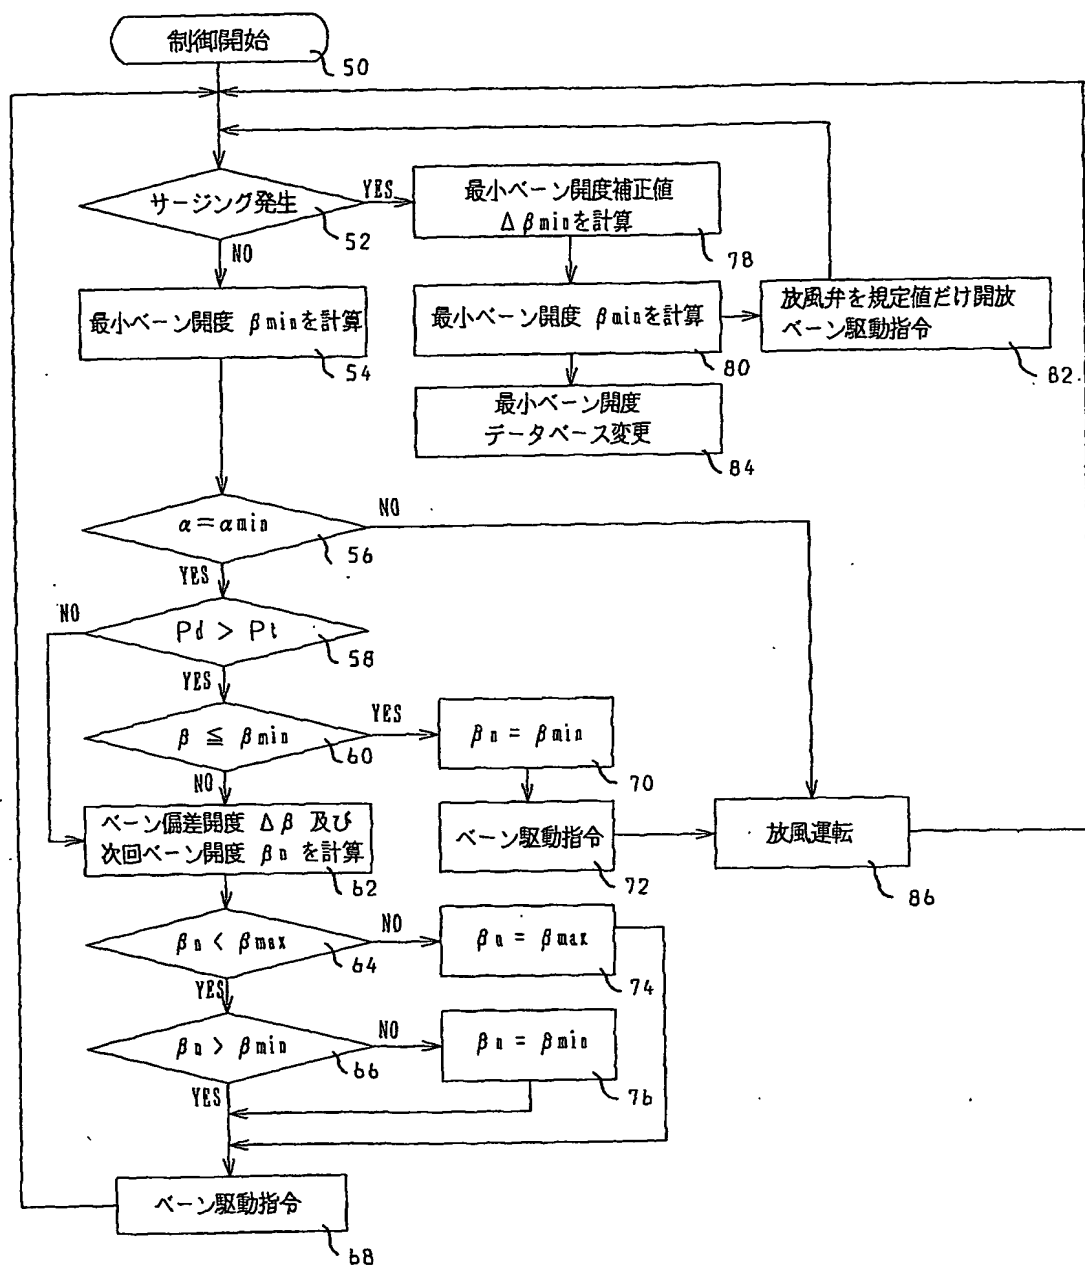 制御開始
50
サージング発生
52
YES
NO
最小ベーン開度補正値
Δβminを計算
78
最小ベーン開度 βminを計算
54
最小ベーン開度 βminを計算
80
放風弁を規定値だけ開放
ベーン駆動指令
82
最小ベーン開度
データベース変更
84
α=αmin
56
NO
YES
Pd > Pt
58
NO
YES
β ≦ βmin
60
YES
NO
βn = βmin
70
ベーン偏差開度 Δβ 及び
次回ベーン開度 βn を計算
62
ベーン駆動指令
72
放風運転
86
βn < βmax
64
NO
YES
βn = βmax
74
βn > βmin
66
NO
YES
βn = βmin
76
ベーン駆動指令
68